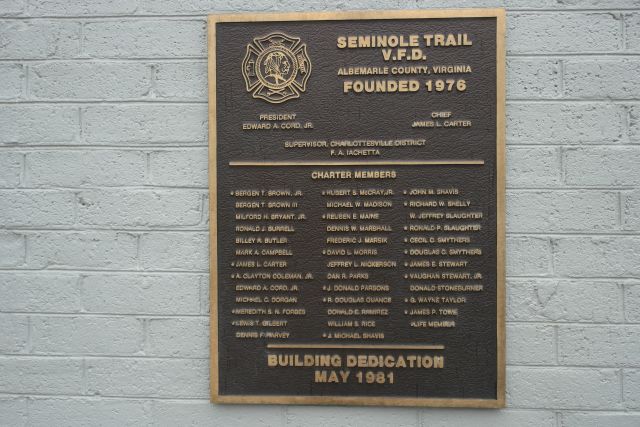 SEMINOLE TRAIL
V.F.D.
ALBEMARLE COUNTY, VIRGINIA
FOUNDED 1976
PRESIDENT
EDWARD A. CORD, JR.
CHIEF
JAMES L. CARTER
SUPERVISOR, CHARLOTTESVILLE DISTRICT
F. A. IACHETTA
CHARTER MEMBERS
* BERGEN T. BROWN, JR.
BERGEN T. BROWN III
MILFORD H. BRYANT, JR.
RONALD J. BURRELL
BILLEY R. BUTLER
MARK A. CAMPBELL
* JAMES L. CARTER
* A. CLAYTON COLEMAN, JR.
EDWARD A. CORD, JR.
MICHAEL C. DORGAN
* MEREDITH S. N. FORBES
* LEWIS T. GILBERT
DENNIS F. HARVEY
* HUBERT S. McCRAY, JR.
MICHAEL W. MADISON
* REUBEN E. MAINE
DENNIS W. MARSHALL
FREDERIC J. MARSIK
* DAVID L. MORRIS
JEFFREY L. NICKERSON
DAN R. PARKS
* J. DONALD PARSONS
* R. DOUGLAS QUANCE
DONALD E. RAMIREZ
WILLIAM S. RICE
* J. MICHAEL SHAVIS
* JOHN M. SHAVIS
* RICHARD W. SHELLY
W. JEFFREY SLAUGHTER
* RONALD P. SLAUGHTER
* CECIL C. SMYTHERS
* DOUGLAS C. SMYTHERS
* JAMES E. STEWART
* VAUGHAN STEWART, JR.
DONALD STONEBURNER
* G. WAYNE TAYLOR
* JAMES P. TOWE
*LIFE MEMBER
BUILDING DEDICATION
MAY 1981